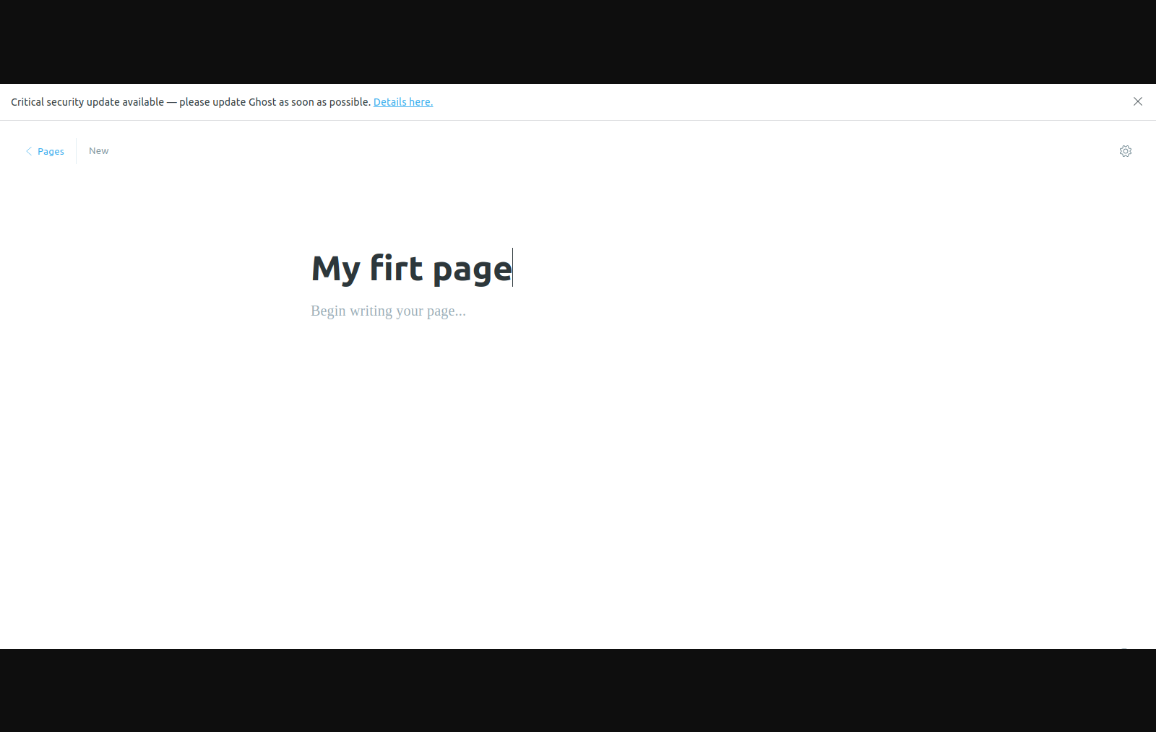 Critical security update available — please update Ghost as soon as possible. Details here.
Pages New
My firt page
Begin writing your page...